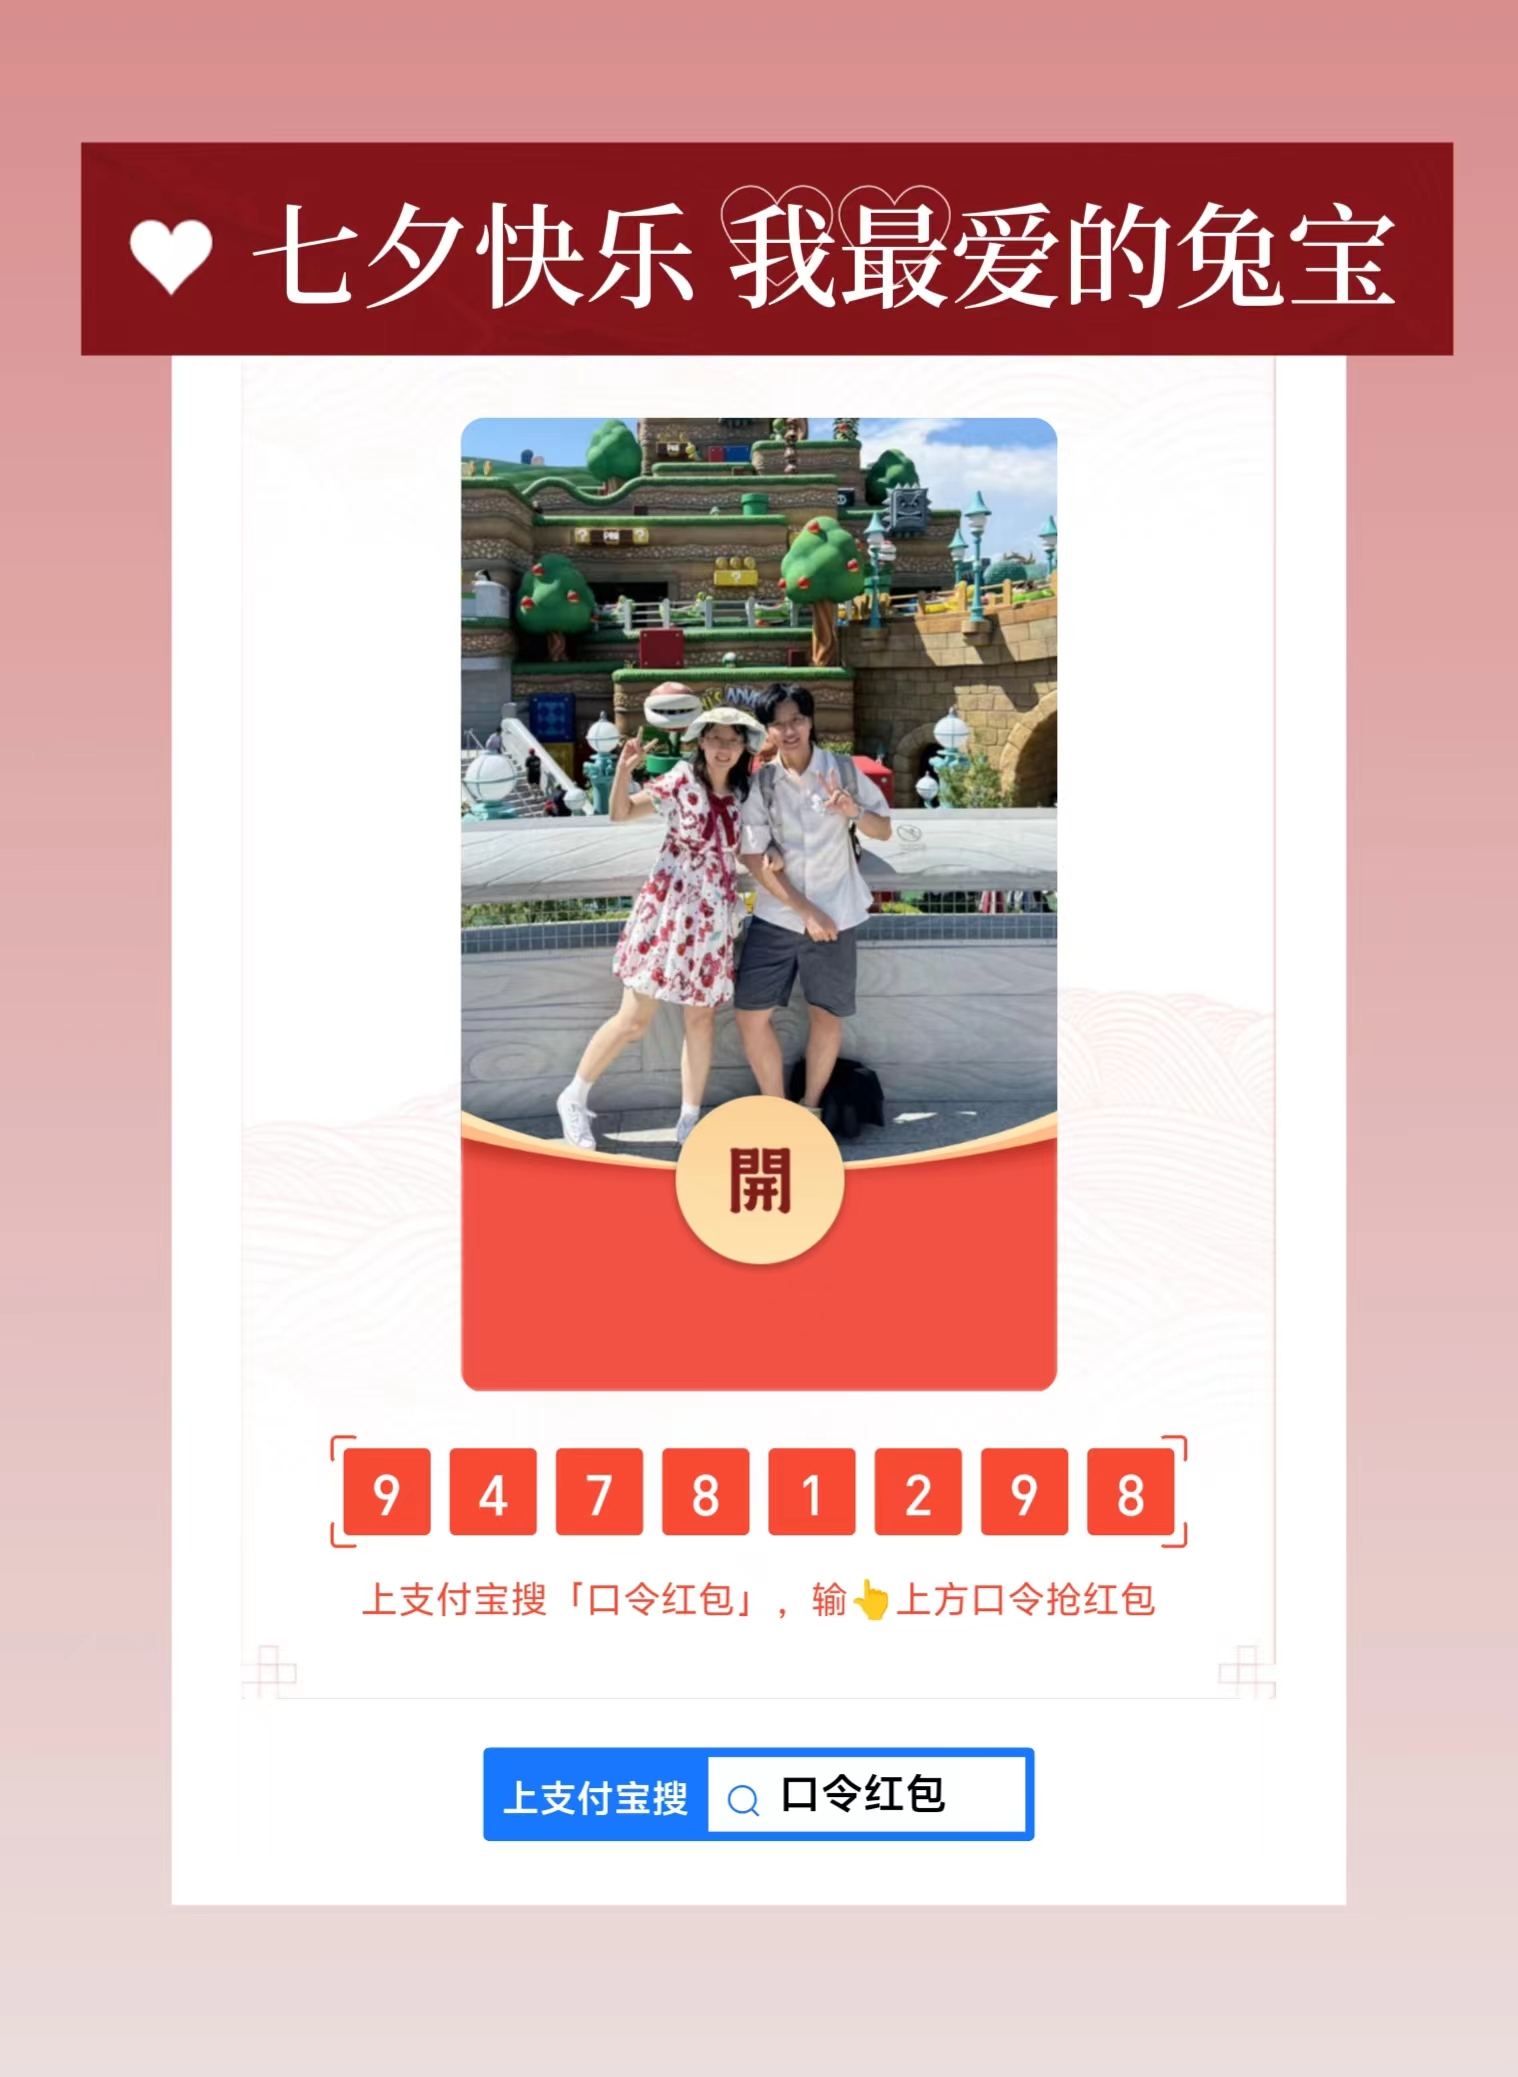 七夕快乐 我最爱的兔宝
開
9 4 7 8 1 2 9 8
上支付宝搜「口令红包」，输👆上方口令抢红包
上支付宝搜 口令红包